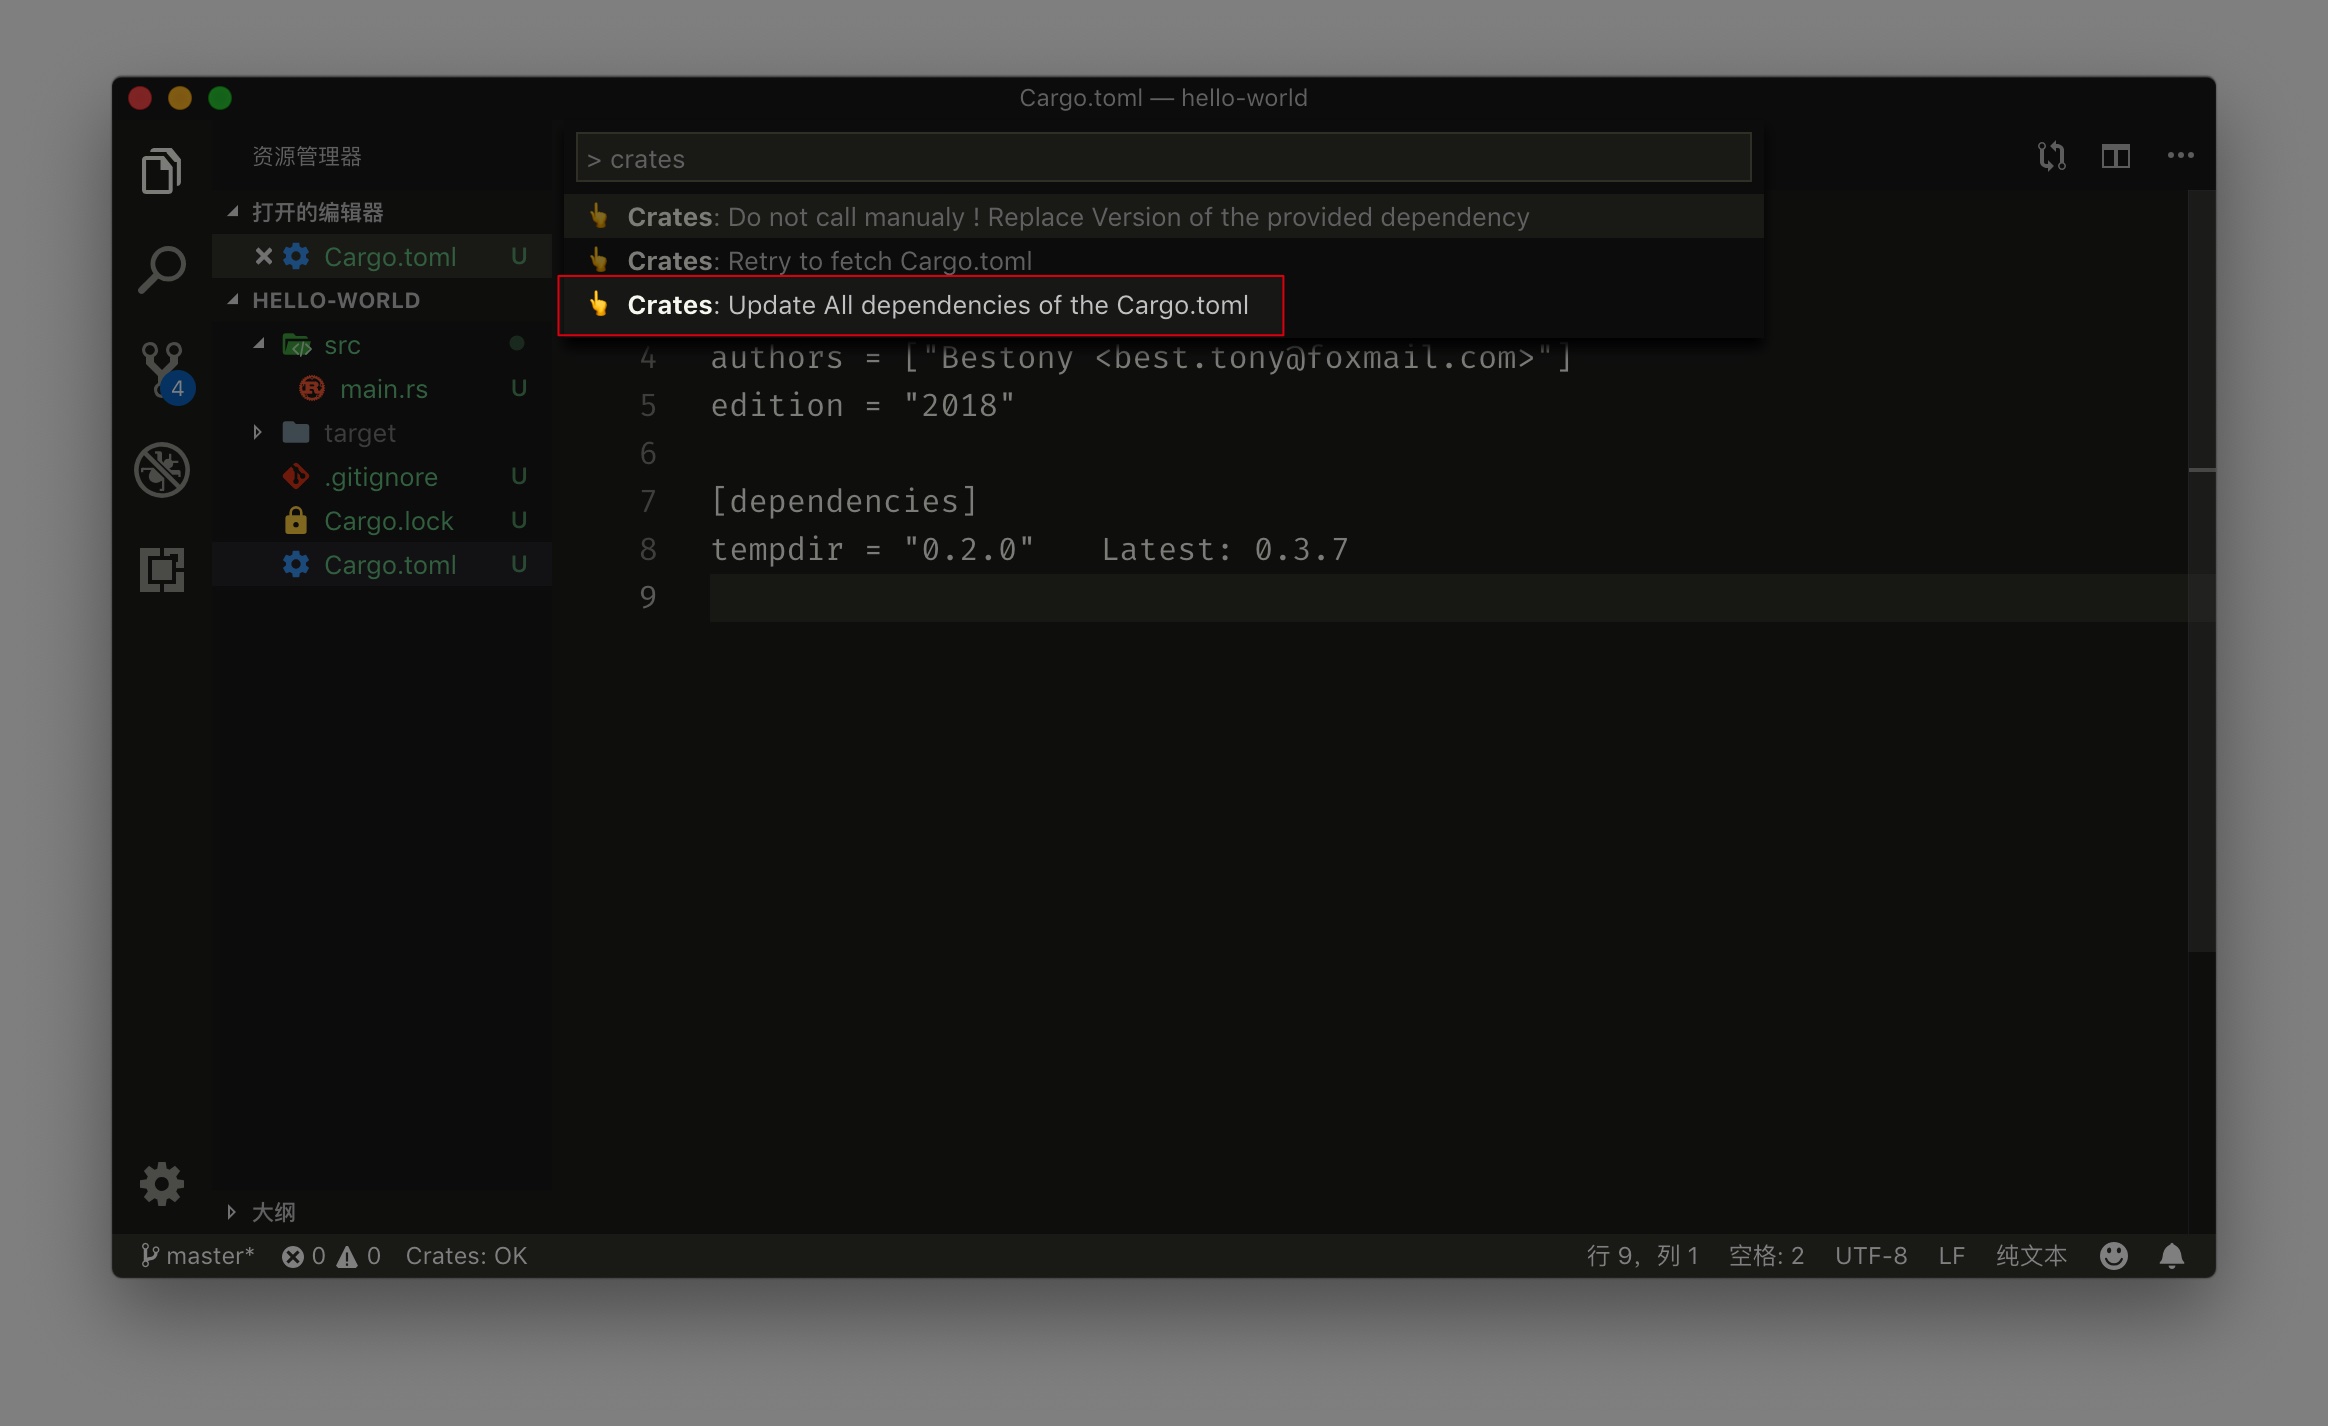 Cargo.toml — hello-world
资源管理器
打开的编辑器
Cargo.toml U
HELLO-WORLD
src
main.rs U
target
.gitignore U
Cargo.lock U
Cargo.toml U
4
大纲
> crates
Crates: Do not call manualy ! Replace Version of the provided dependency
Crates: Retry to fetch Cargo.toml
Crates: Update All dependencies of the Cargo.toml
4 authors = ["Bestony <best.tony@foxmail.com>"]
5 edition = "2018"
6
7 [dependencies]
8 tempdir = "0.2.0" Latest: 0.3.7
9
master* 0 0 Crates: OK
行 9，列 1 空格: 2 UTF-8 LF 纯文本